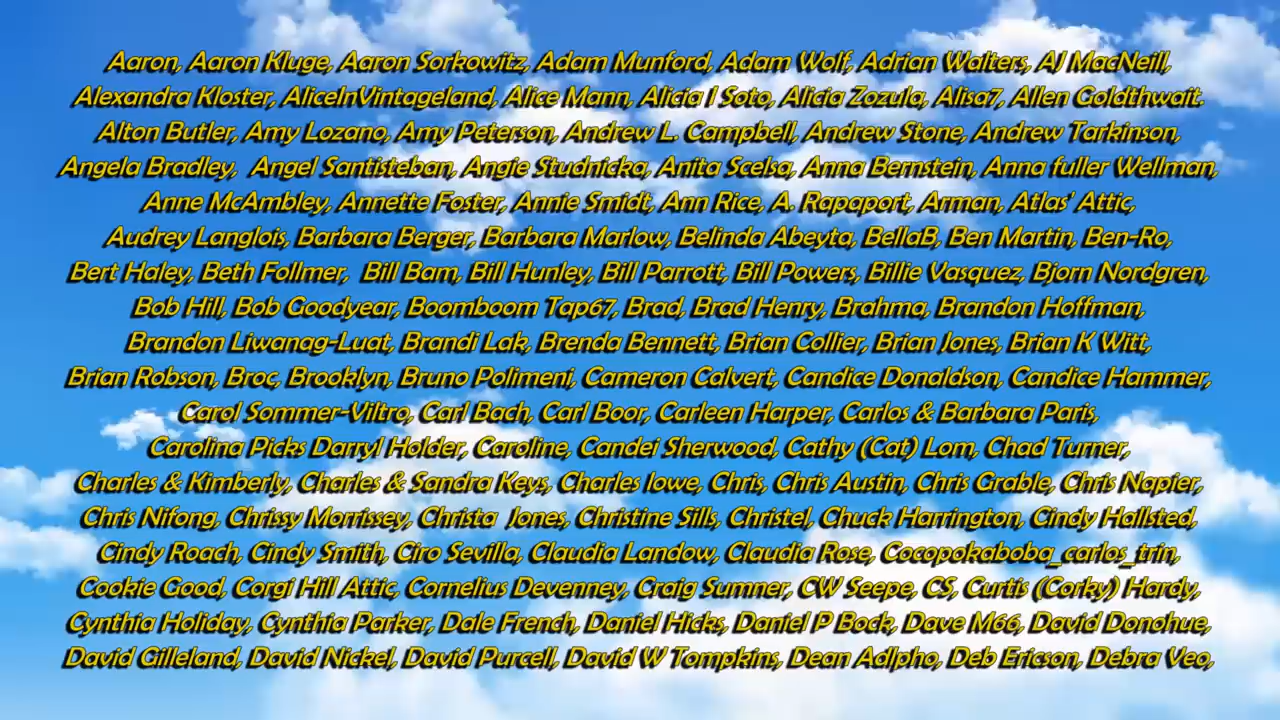 Aaron, Aaron Kluge, Aaron Sorkowitz, Adam Munford, Adam Wolf, Adrian Walters, AJ MacNeill,
Alexandra Kloster, AliceInVintageland, Alice Mann, Alicia I Soto, Alicia Zozula, Alisa7, Allen Goldthwait.
Alton Butler, Amy Lozano, Amy Peterson, Andrew L. Campbell, Andrew Stone, Andrew Tarkinson,
Angela Bradley,  Angel Santisteban, Angie Studnicka, Anita Scelsa, Anna Bernstein, Anna fuller Wellman,
Anne McAmbley, Annette Foster, Annie Smidt, Ann Rice, A. Rapaport, Arman, Atlas' Attic,
Audrey Langlois, Barbara Berger, Barbara Marlow, Belinda Abeyta, BellaB, Ben Martin, Ben-Ro,
Bert Haley, Beth Follmer,  Bill Bam, Bill Hunley, Bill Parrott, Bill Powers, Billie Vasquez, Bjorn Nordgren,
Bob Hill, Bob Goodyear, Boomboom Tap67, Brad, Brad Henry, Brahma, Brandon Hoffman,
Brandon Liwanag-Luat, Brandi Lak, Brenda Bennett, Brian Collier, Brian Jones, Brian K Witt,
Brian Robson, Broc, Brooklyn, Bruno Polimeni, Cameron Calvert, Candice Donaldson, Candice Hammer,
Carol Sommer-Viltro, Carl Bach, Carl Boor, Carleen Harper, Carlos & Barbara Paris,
Carolina Picks Darryl Holder, Caroline, Candei Sherwood, Cathy (Cat) Lom, Chad Turner,
Charles & Kimberly, Charles & Sandra Keys, Charles lowe, Chris, Chris Austin, Chris Grable, Chris Napier,
Chris Nifong, Chrissy Morrissey, Christa  Jones, Christine Sills, Christel, Chuck Harrington, Cindy Hallsted,
Cindy Roach, Cindy Smith, Ciro Sevilla, Claudia Landow, Claudia Rose, Cocopokaboba_carlos_trin,
Cookie Good, Corgi Hill Attic, Cornelius Devenney, Craig Sumner, CW Seepe, CS, Curtis (Corky) Hardy,
Cynthia Holiday, Cynthia Parker, Dale French, Daniel Hicks, Daniel P Bock, Dave M66, David Donohue,
David Gilleland, David Nickel, David Purcell, David W Tompkins, Dean Adlpho, Deb Ericson, Debra Veo,